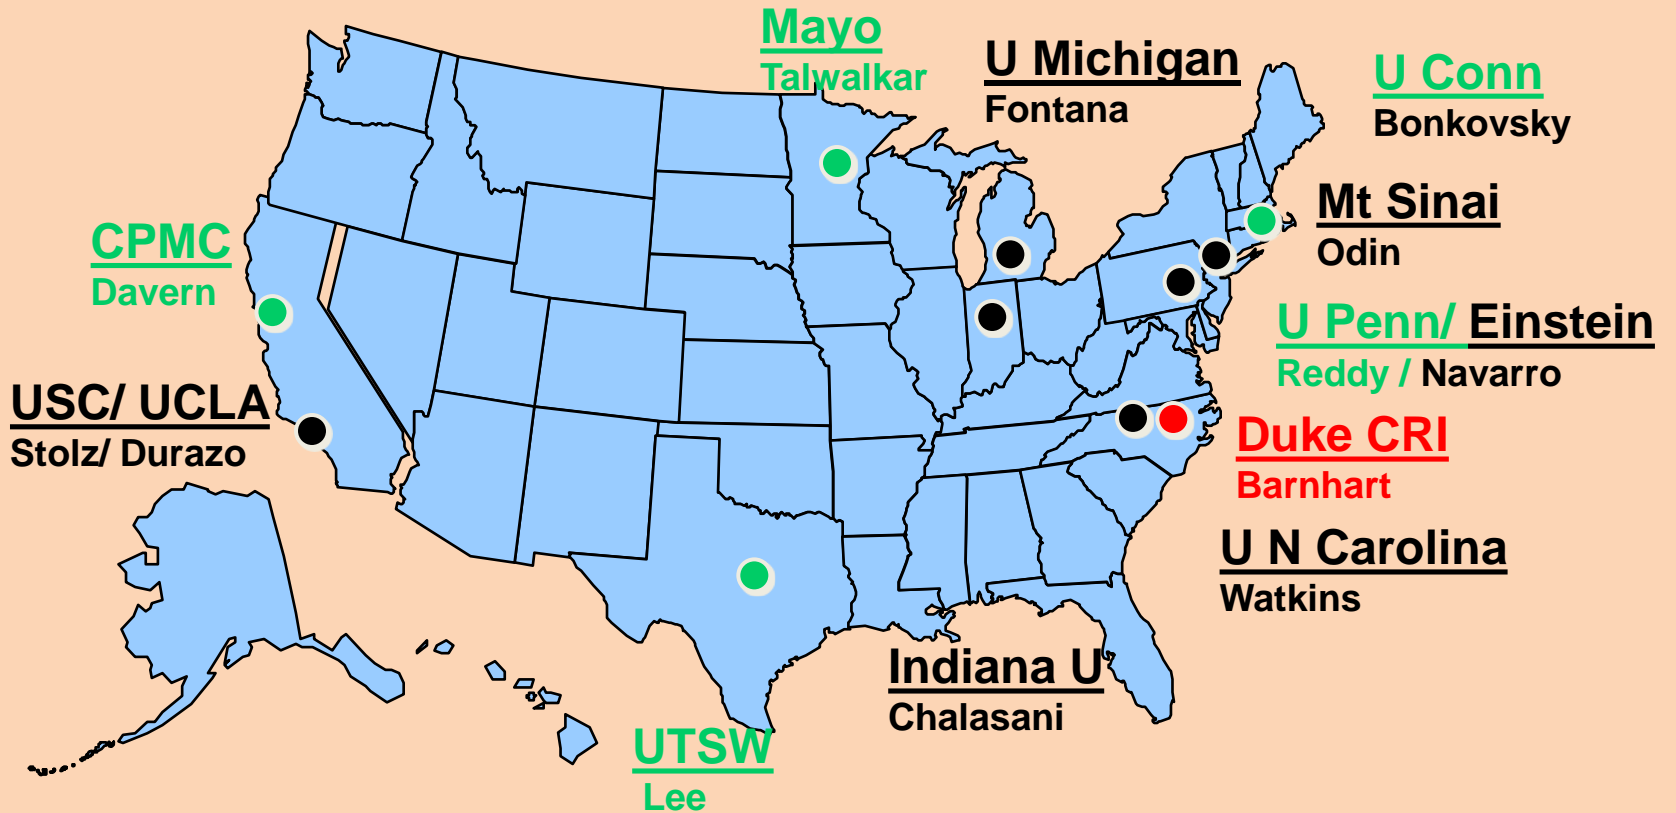 Mayo
Talwalkar
U Michigan
Fontana
U Conn
Bonkovsky
Mt Sinai
Odin
CPMC
Davern
U Penn/ Einstein
Reddy / Navarro
USC/ UCLA
Stolz/ Durazo
Duke CRI
Barnhart
U N Carolina
Watkins
Indiana U
Chalasani
UTSW
Lee